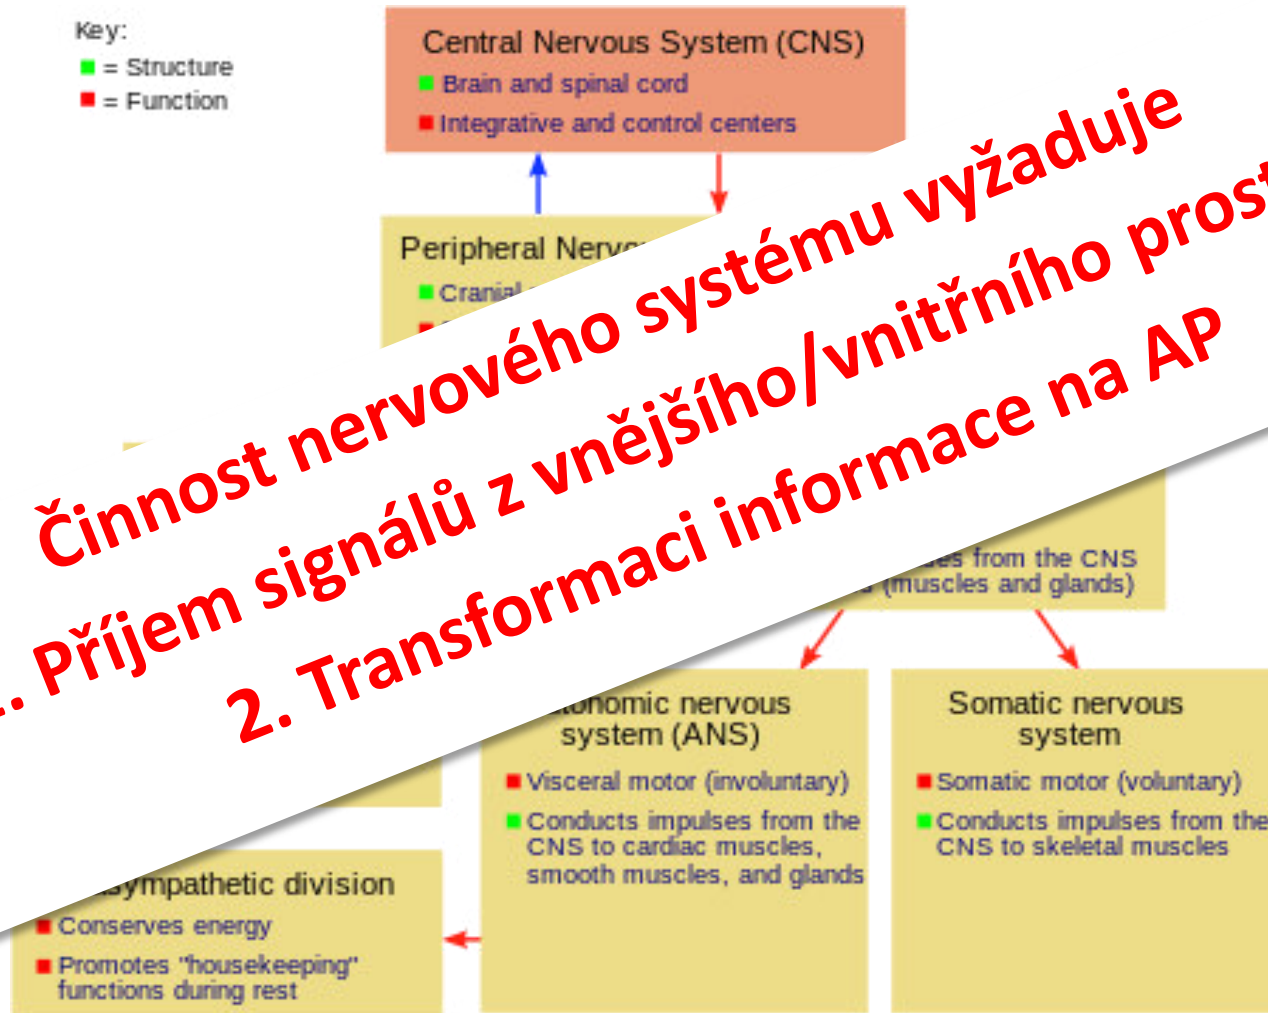 Key:
= Structure
= Function
Central Nervous System (CNS)
Brain and spinal cord
Integrative and control centers
Peripheral
Cranial
Činnost nervového systému vyžaduje
Příjem signálů z vnějšího/vnitřního
2. Transformaci informace na AP
from the CNS
(muscles and glands)
nervous
system (ANS)
Visceral motor (involuntary)
Conducts impulses from the
CNS to cardiac muscles,
smooth muscles, and glands
Somatic nervous
system
Somatic motor (voluntary)
Conducts impulses from the
CNS to skeletal muscles
division
Conserves energy
Promotes "housekeeping"
functions during rest